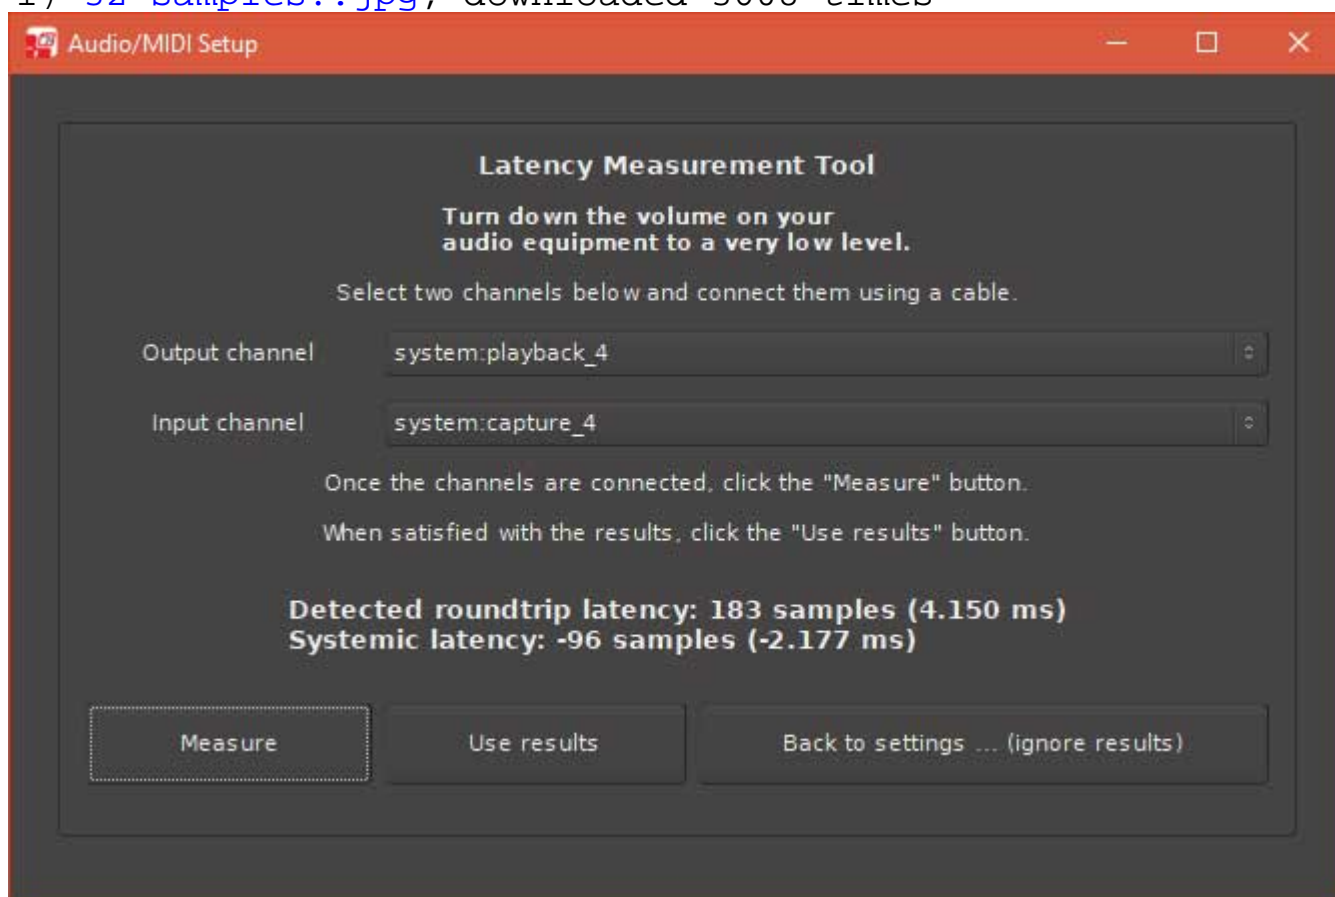 samples..jpg, downloaded times
Audio/MIDI Setup
Latency Measurement Tool
Turn down the volume on your
audio equipment to a very low level.
Select two channels below and connect them using a cable.
Output channel system:playback_4
Input channel system:capture_4
Once the channels are connected, click the "Measure" button.
When satisfied with the results, click the "Use results" button.
Detected roundtrip latency: 183 samples (4.150 ms)
Systemic latency: -96 samples (-2.177 ms)
Measure Use results Back to settings ... (ignore results)